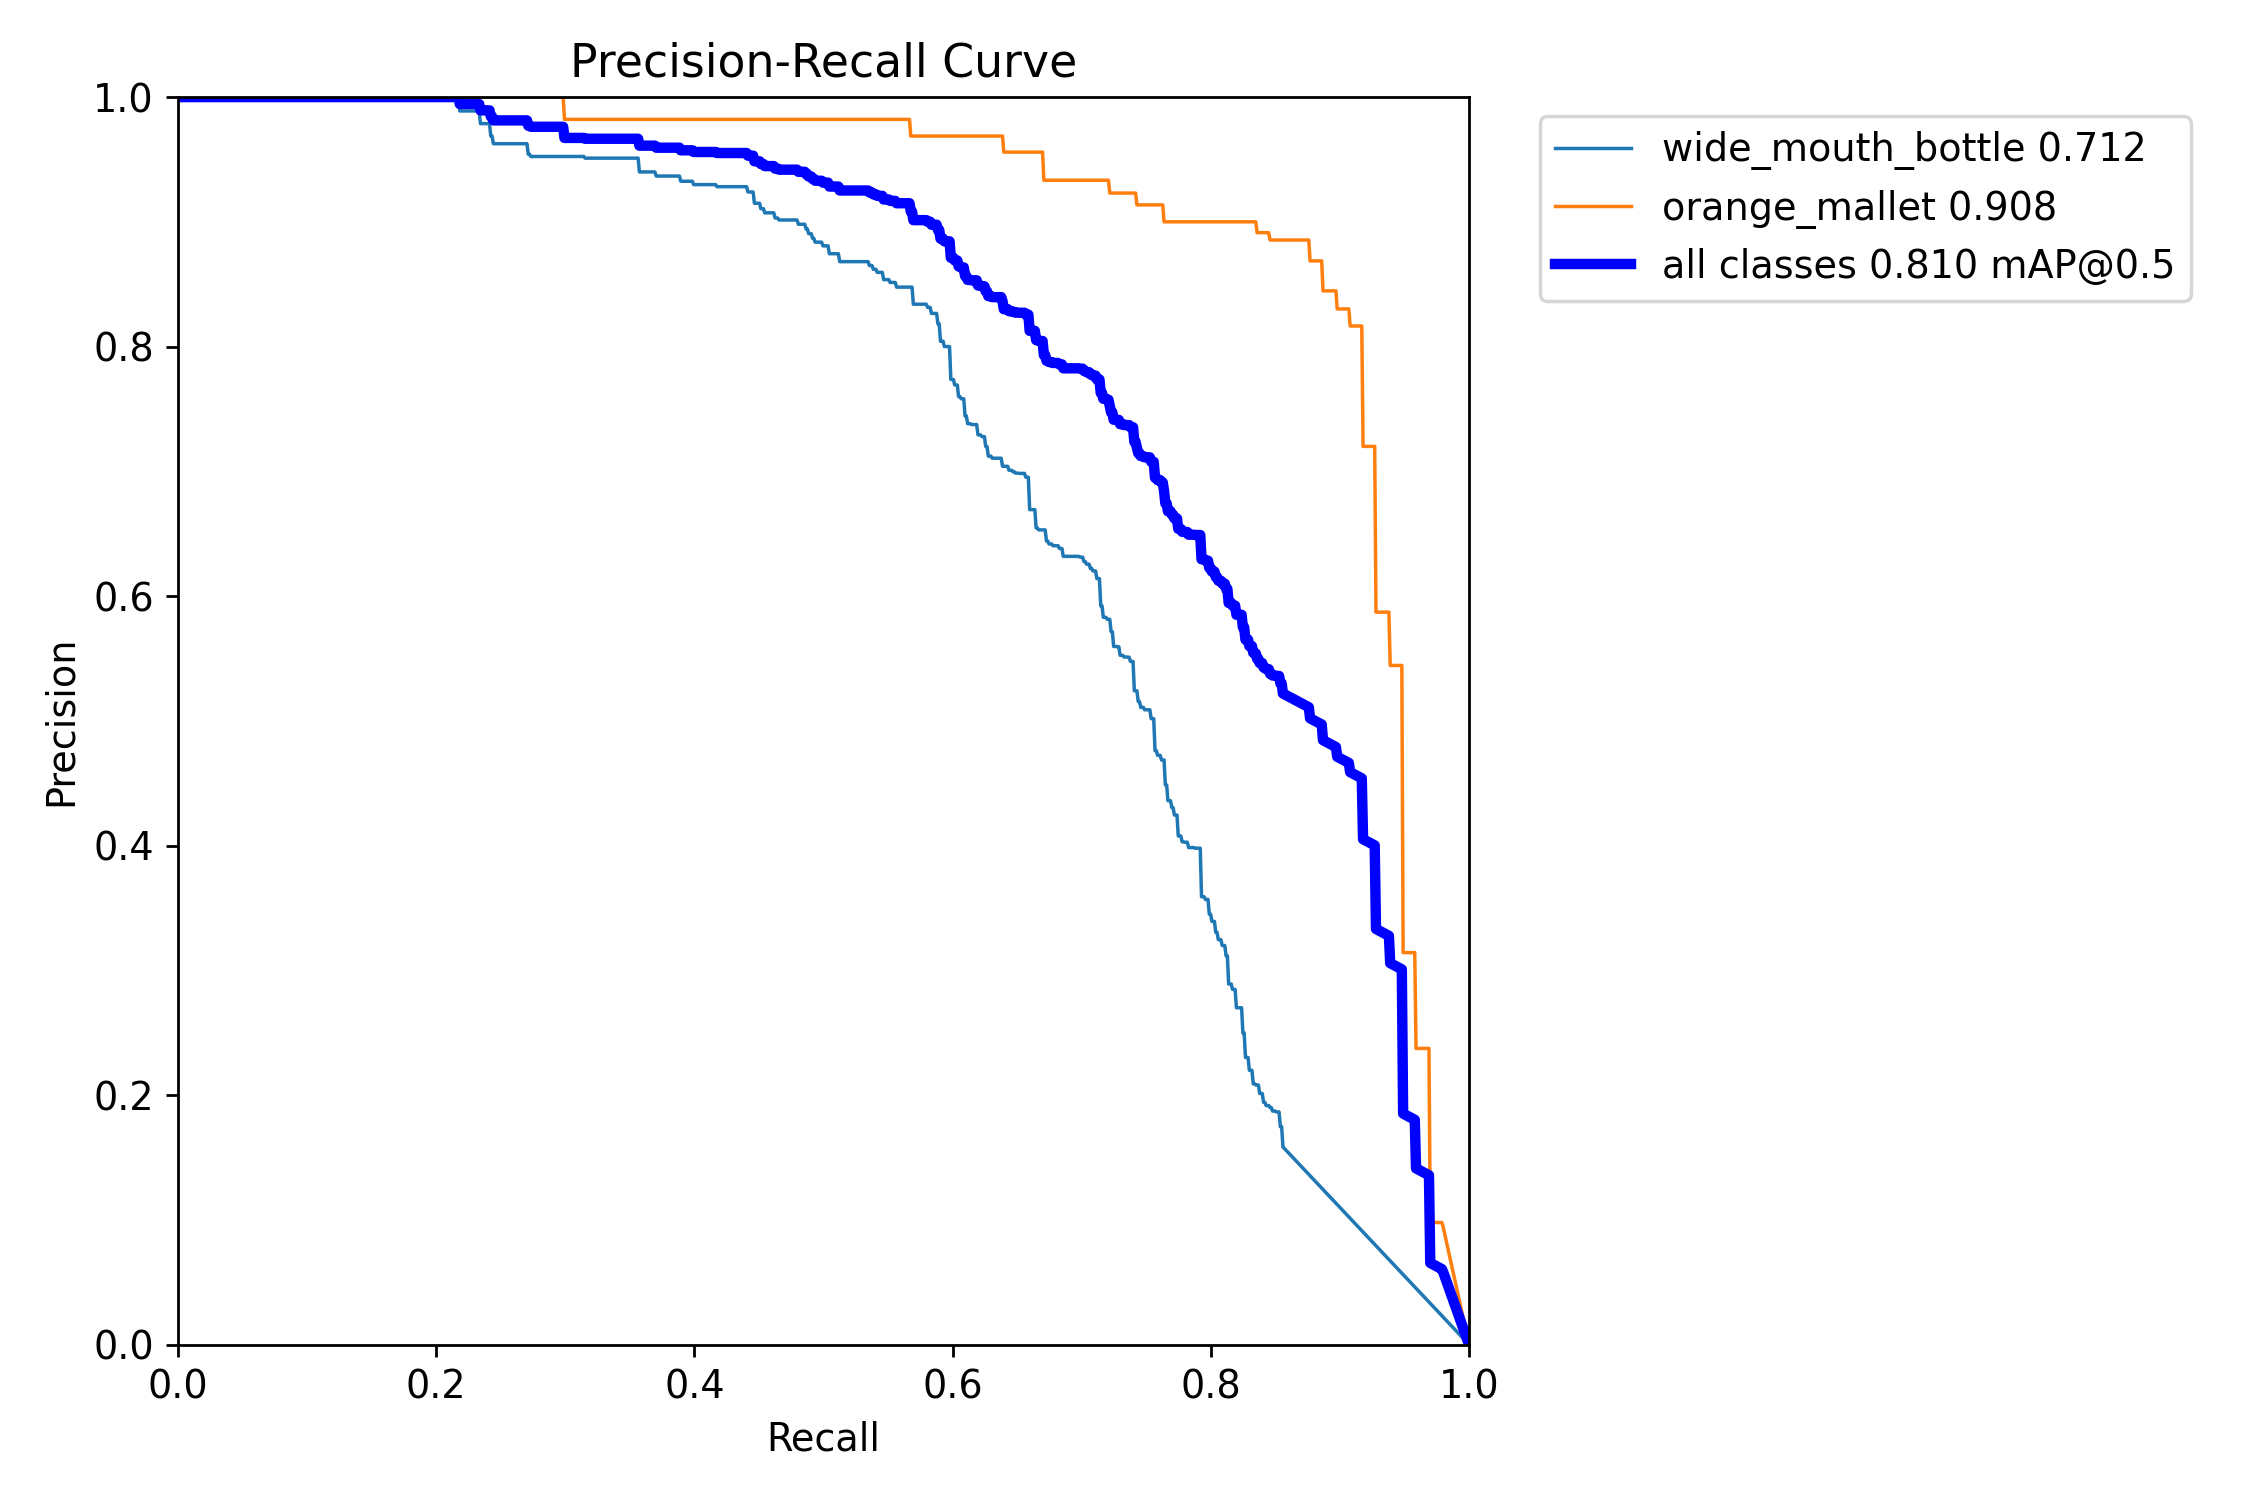 Precision-Recall Curve
1.0
0.8
0.6
0.4
0.2
0.0
Precision
0.0 0.2 0.4 0.6 0.8 1.0
Recall
wide_mouth_bottle 0.712
orange_mallet 0.908
all classes 0.810 mAP@0.5